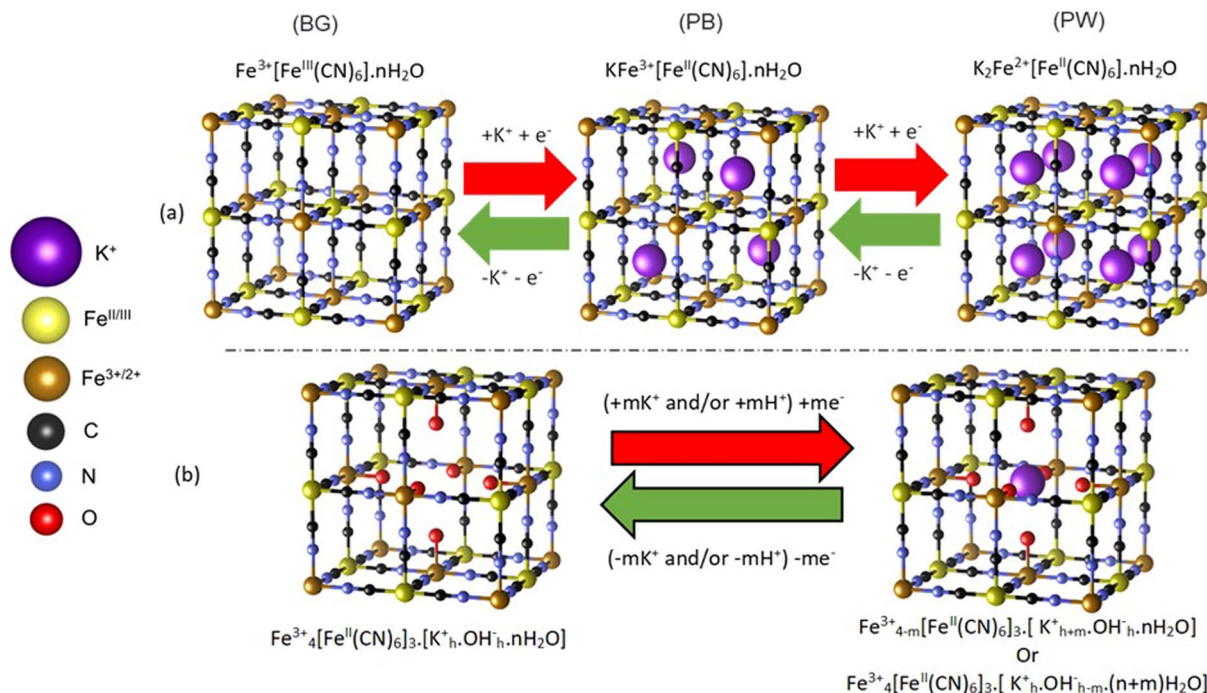 (BG)
(PB)
(PW)
Fe³⁺[Feᴵᴵᴵ(CN)₆].nH₂O
KFe³⁺[Feᴵᴵ(CN)₆].nH₂O
K₂Fe²⁺[Feᴵᴵ(CN)₆].nH₂O
+K⁺ + e⁻
+K⁺ + e⁻
(a)
-K⁺ - e⁻
-K⁺ - e⁻
K⁺
Feᴵᴵ/ᴵᴵᴵ
Fe³⁺/²⁺
C
N
O
(b)
(+mK⁺ and/or +mH⁺) +me⁻
(-mK⁺ and/or -mH⁺) -me⁻
Fe³⁺₄[Feᴵᴵ(CN)₆]₃.[K⁺ₕ.OH⁻ₕ.nH₂O]
Fe³⁺₄₋ₘ[Feᴵᴵ(CN)₆]₃.[ K⁺ₕ₊ₘ.OH⁻ₕ.nH₂O]
Or
Fe³⁺₄[Feᴵᴵ(CN)₆]₃.[ K⁺ₕ.OH⁻ₕ₋ₘ.(n+m)H₂O]